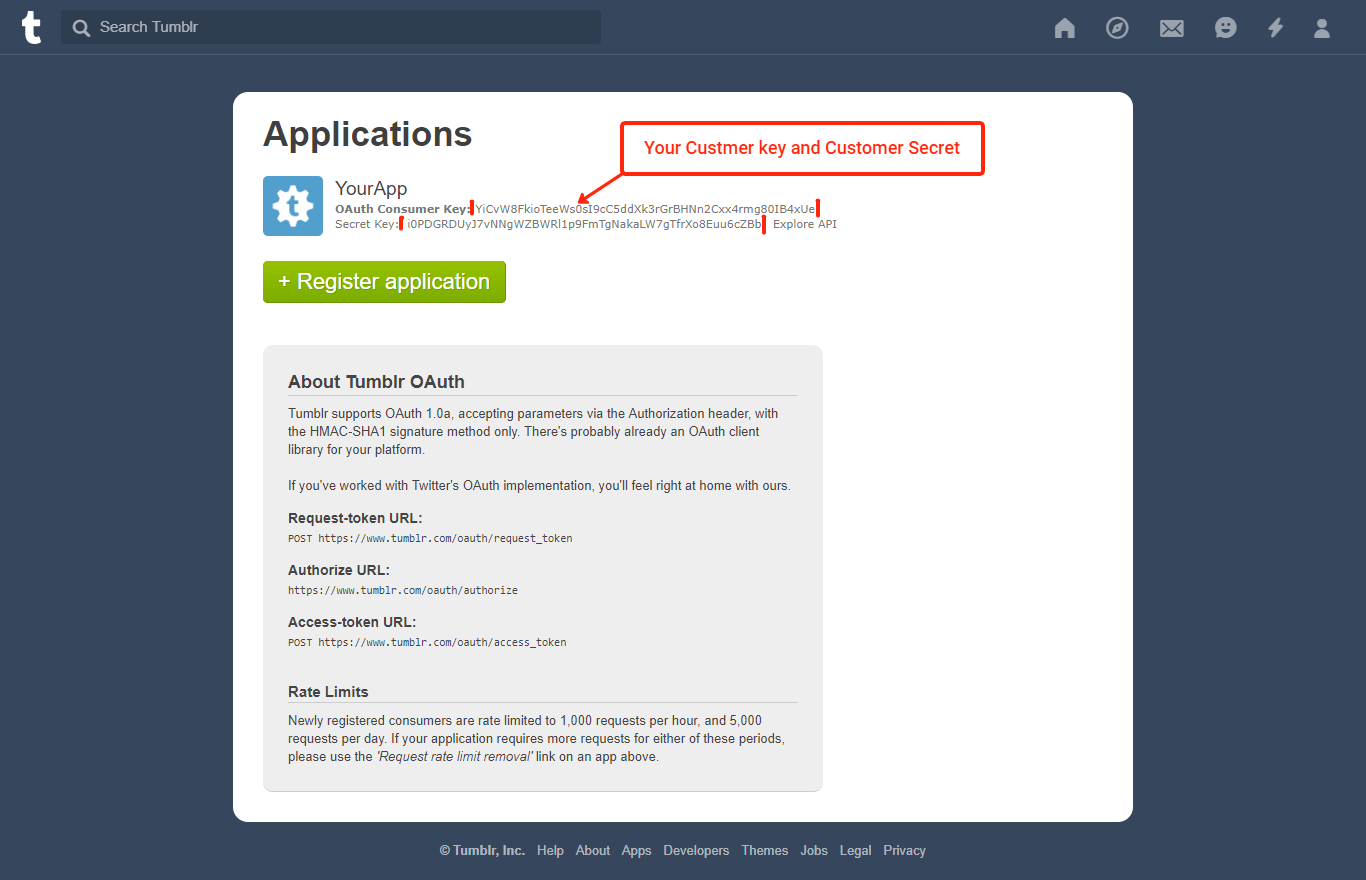 Search Tumblr
Applications
Your Custmer key and Customer Secret
YourApp
OAuth Consumer Key: YiCvW8FkioTeeWs0sI9cC5ddXk3rGrBHNn2Cxx4rmg80IB4xUe
Secret Key: i0PDGRDUyJ7vNNgWZBWRl1p9FmTgNakaLW7gTfrXo8Euu6cZBb Explore API
+ Register application
About Tumblr OAuth
Tumblr supports OAuth 1.0a, accepting parameters via the Authorization header, with
the HMAC-SHA1 signature method only. There's probably already an OAuth client
library for your platform.
If you've worked with Twitter's OAuth implementation, you'll feel right at home with ours.
Request-token URL:
POST https://www.tumblr.com/oauth/request_token
Authorize URL:
https://www.tumblr.com/oauth/authorize
Access-token URL:
POST https://www.tumblr.com/oauth/access_token
Rate Limits
Newly registered consumers are rate limited to 1,000 requests per hour, and 5,000
requests per day. If your application requires more requests for either of these periods,
please use the 'Request rate limit removal' link on an app above.
© Tumblr, Inc. Help About Apps Developers Themes Jobs Legal Privacy